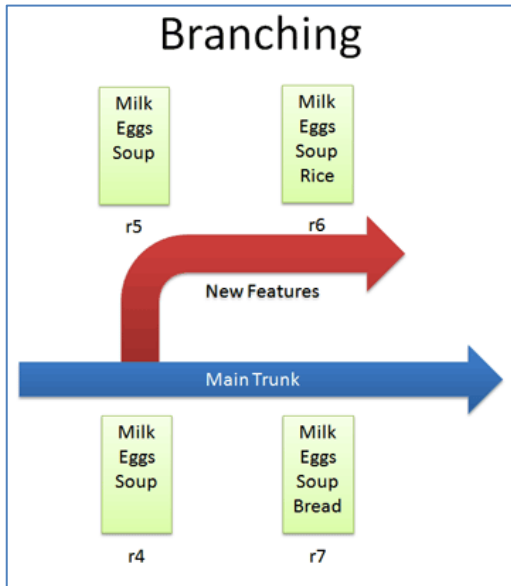 Branching
Milk
Eggs
Soup
r5
Milk
Eggs
Soup
Rice
r6
New Features
Main Trunk
Milk
Eggs
Soup
r4
Milk
Eggs
Soup
Bread
r7